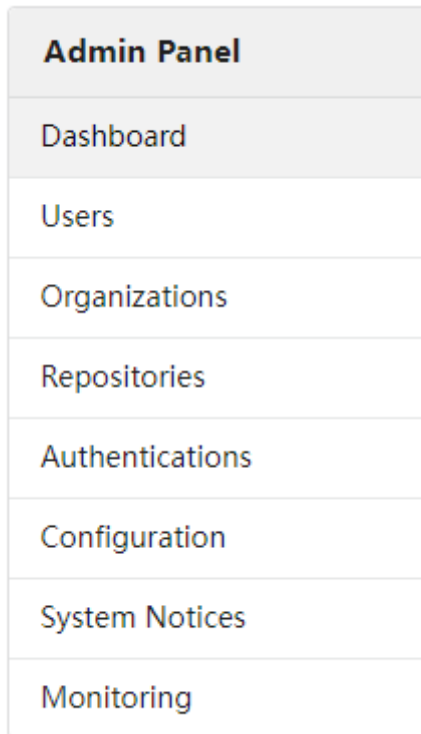 Admin Panel
Dashboard
Users
Organizations
Repositories
Authentications
Configuration
System Notices
Monitoring